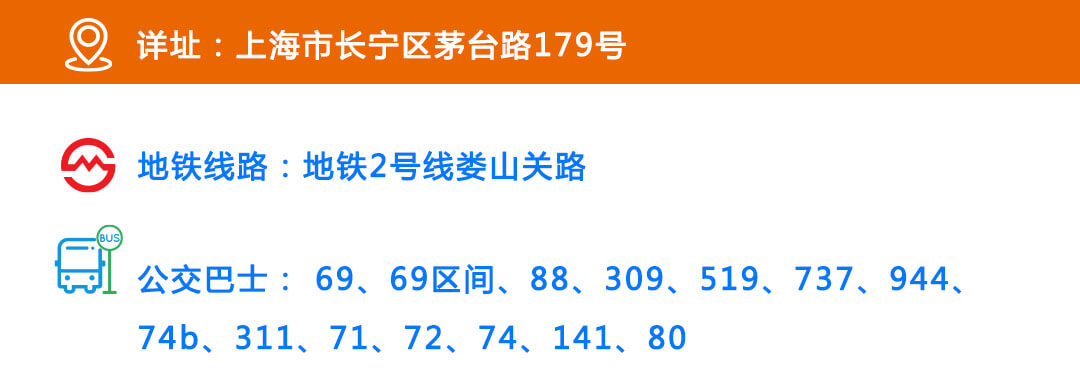 详址：上海市长宁区茅台路179号
地铁线路：地铁2号线娄山关路
BUS
公交巴士： 69、69区间、88、309、519、737、944、
74b、311、71、72、74、141、80